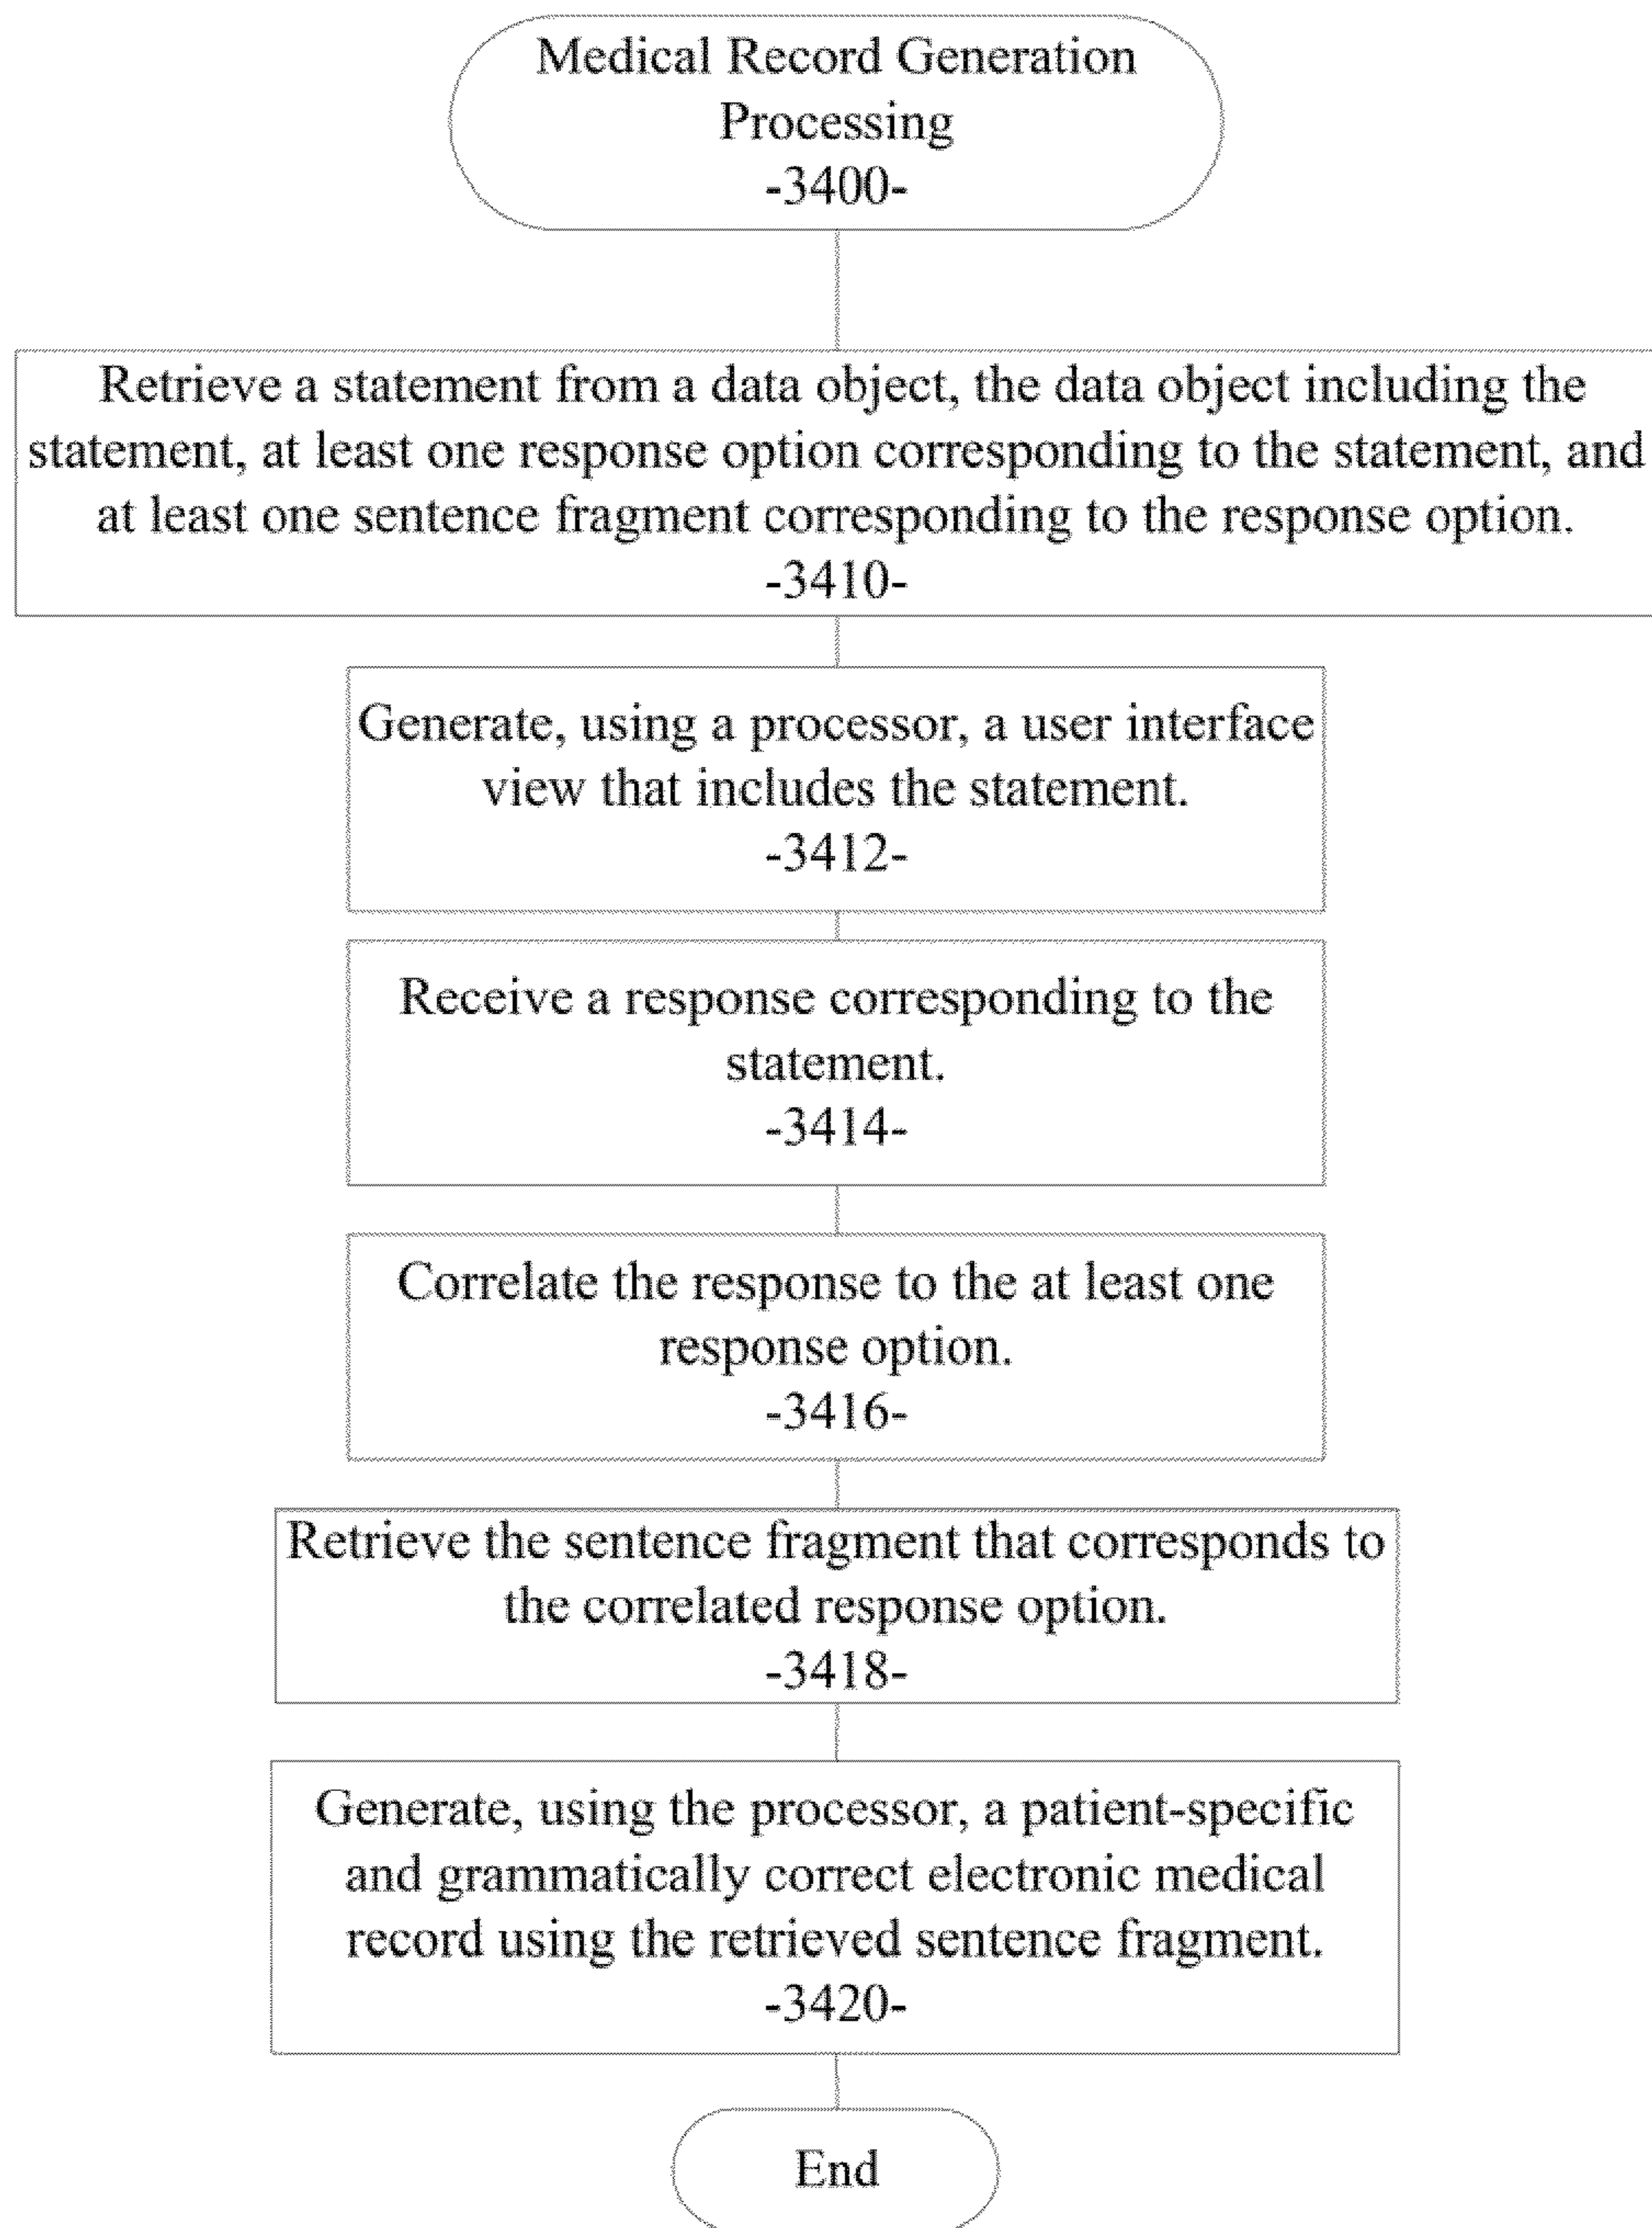 Medical Record Generation
Processing
-3400-
Retrieve a statement from a data object, the data object including the
statement, at least one response option corresponding to the statement, and
at least one sentence fragment corresponding to the response option.
-3410-
Generate, using a processor, a user interface
view that includes the statement.
-3412-
Receive a response corresponding to the
statement.
-3414-
Correlate the response to the at least one
response option.
-3416-
Retrieve the sentence fragment that corresponds to
the correlated response option.
-3418-
Generate, using the processor, a patient-specific
and grammatically correct electronic medical
record using the retrieved sentence fragment.
-3420-
End